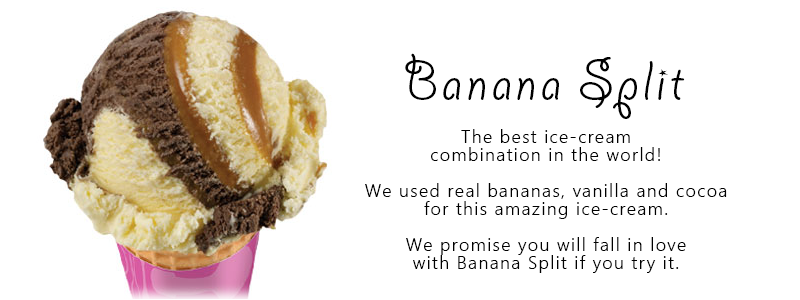 Banana Split
The best ice-cream
combination in the world!
We used real bananas, vanilla and cocoa
for this amazing ice-cream.
We promise you will fall in love
with Banana Split if you try it.